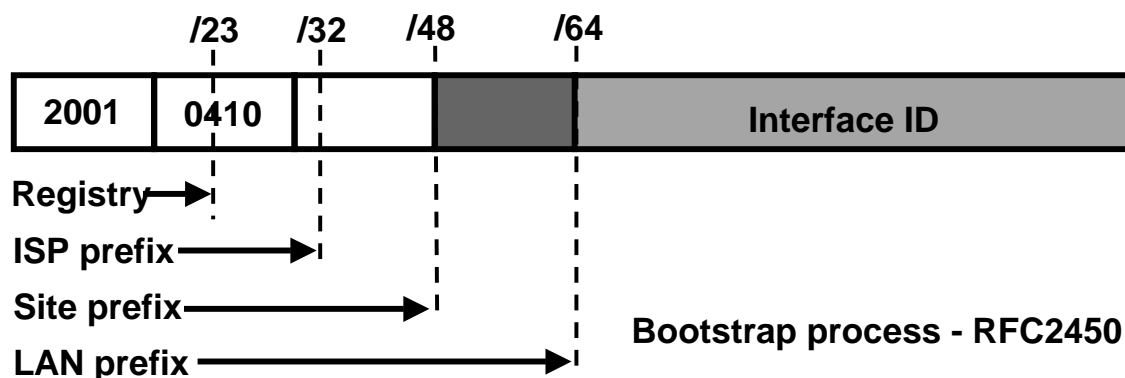 /23 /32 /48 /64
2001 0410 Interface ID
Registry
ISP prefix
Site prefix
Bootstrap process - RFC2450
LAN prefix